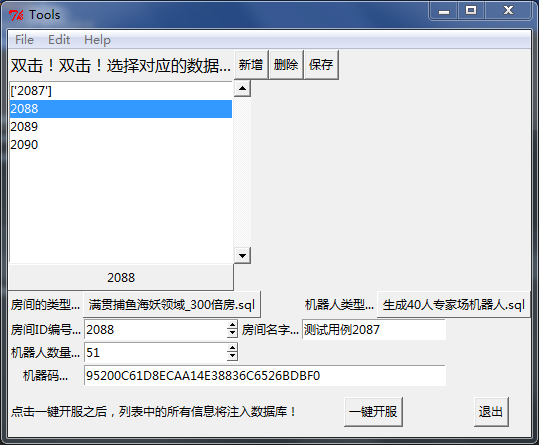 Tools
File Edit Help
双击！双击！选择对应的数据... 新增 删除 保存
['2087']
2088
2089
2090
2088
房间的类型... 满贯捕鱼海妖领域_300倍房.sql 机器人类型... 生成40人专家场机器人.sql
房间ID编号... 2088 房间名字... 测试用例2087
机器人数量... 51
机器码... 95200C61D8ECAA14E38836C6526BDBF0
点击一键开服之后，列表中的所有信息将注入数据库！ 一键开服 退出